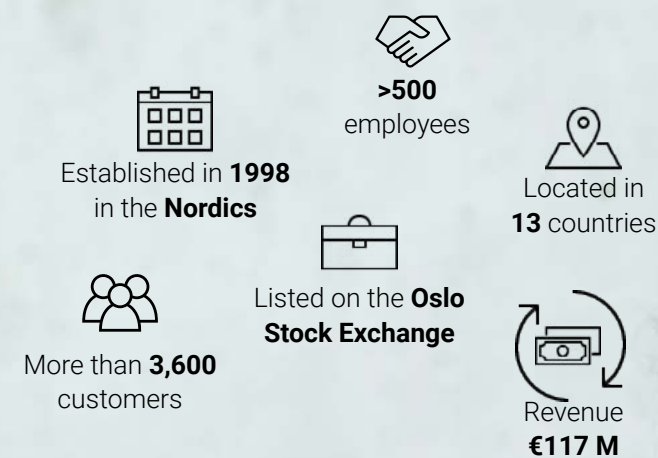 >500
employees
Established in 1998
in the Nordics
Located in
13 countries
Listed on the Oslo
Stock Exchange
More than 3,600
customers
Revenue
€117 M